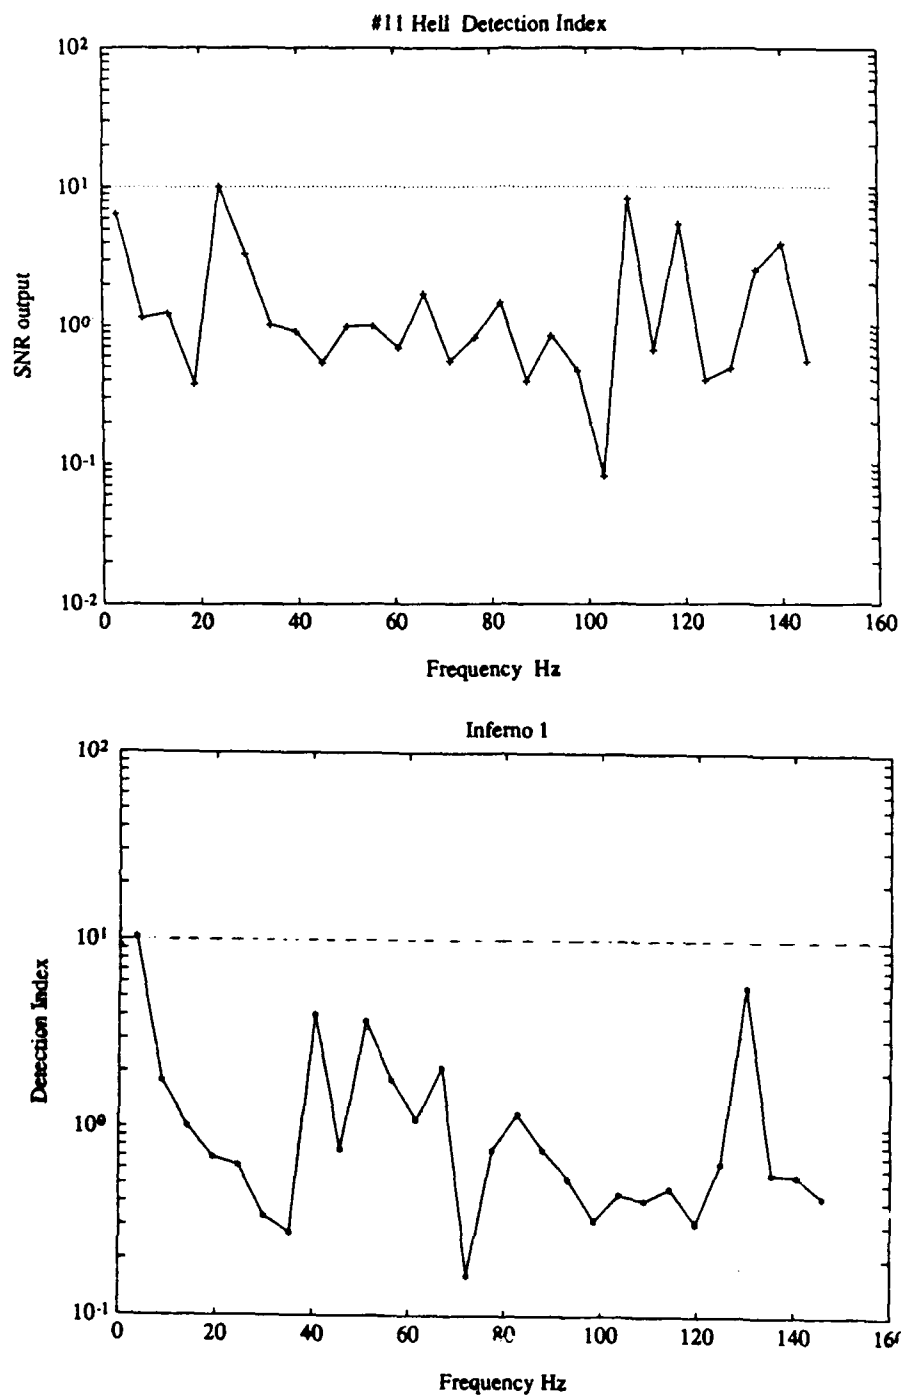 #11 Hell Detection Index
10²
10¹
10⁰
10⁻¹
10⁻²
SNR output
0 20 40 60 80 100 120 140 160
Frequency Hz
Inferno 1
10²
10¹
10⁰
10⁻¹
Detection Index
0 20 40 60 80 100 120 140 16
Frequency Hz